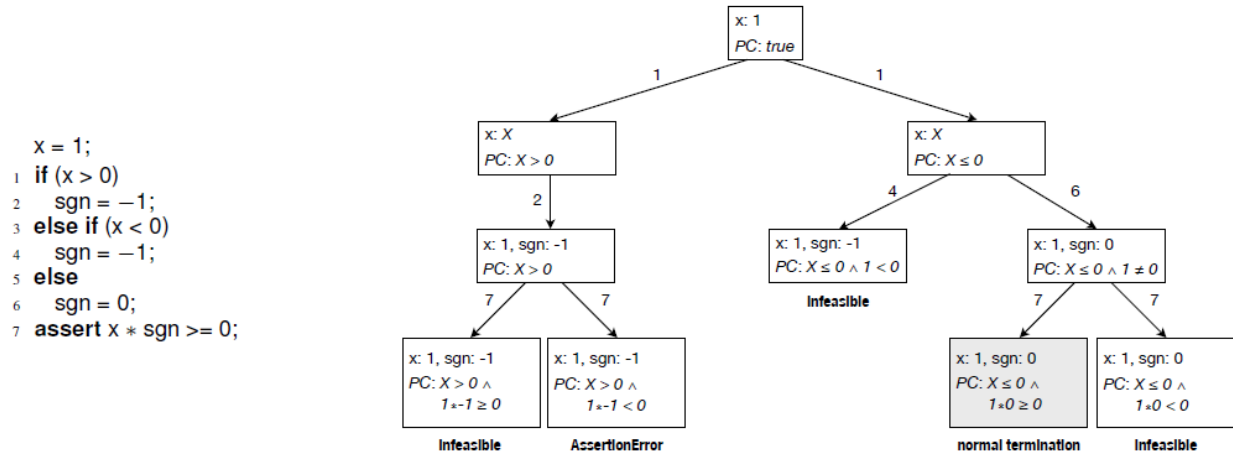 x = 1;
1 if (x > 0)
2 sgn = −1;
3 else if (x < 0)
4 sgn = −1;
5 else
6 sgn = 0;
7 assert x * sgn >= 0;
x: 1
PC: true
1
1
x: X
PC: X > 0
x: X
PC: X ≤ 0
2
4
6
x: 1, sgn: -1
PC: X > 0
x: 1, sgn: -1
PC: X ≤ 0 ∧ 1 < 0
Infeasible
x: 1, sgn: 0
PC: X ≤ 0 ∧ 1 ≠ 0
7
7
7
7
x: 1, sgn: -1
PC: X > 0 ∧
1*-1 ≥ 0
Infeasible
x: 1, sgn: -1
PC: X > 0 ∧
1*-1 < 0
AssertionError
x: 1, sgn: 0
PC: X ≤ 0 ∧
1*0 ≥ 0
normal termination
x: 1, sgn: 0
PC: X ≤ 0 ∧
1*0 < 0
Infeasible